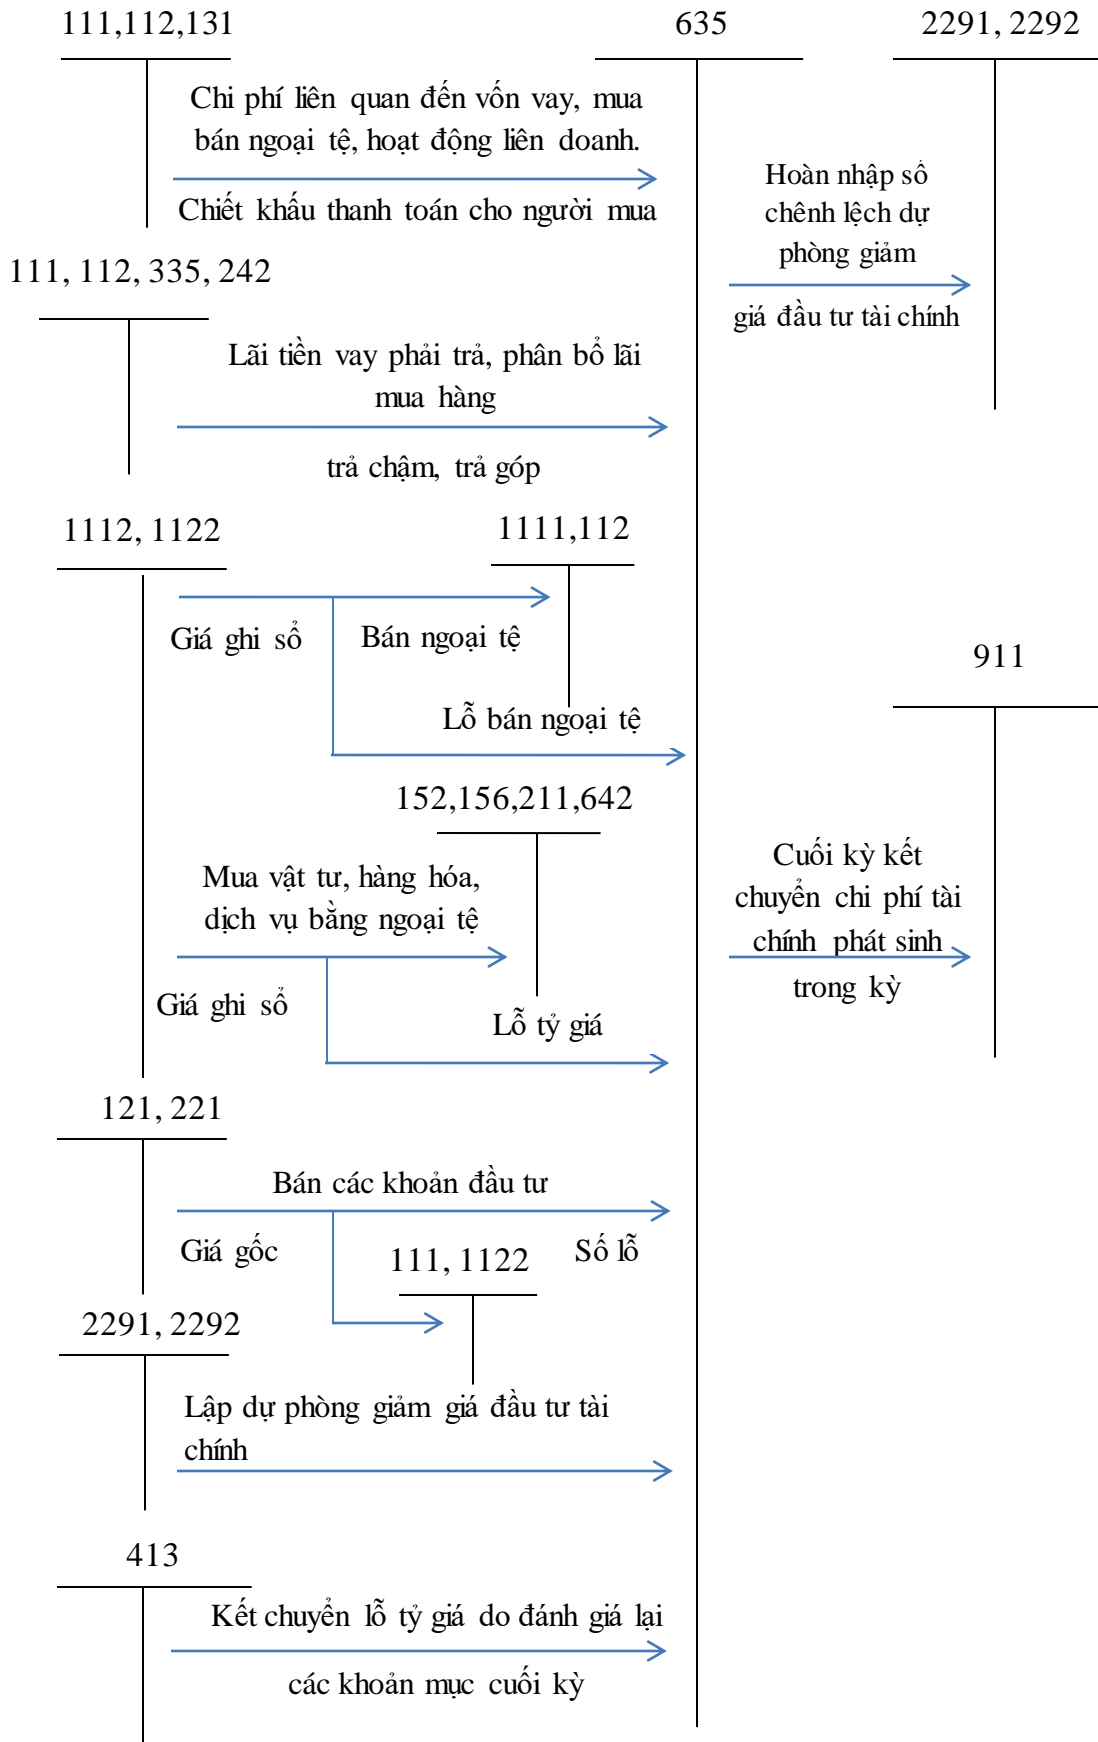 111,112,131
635
2291, 2292
Chi phí liên quan đến vốn vay, mua
bán ngoại tệ, hoạt động liên doanh.
Chiết khấu thanh toán cho người mua
Hoàn nhập số
chênh lệch dự
phòng giảm
giá đầu tư tài chính
111, 112, 335, 242
Lãi tiền vay phải trả, phân bổ lãi
mua hàng
trả chậm, trả góp
1112, 1122
1111,112
Giá ghi sổ
Bán ngoại tệ
Lỗ bán ngoại tệ
911
152,156,211,642
Mua vật tư, hàng hóa,
dịch vụ bằng ngoại tệ
Giá ghi sổ
Lỗ tỷ giá
Cuối kỳ kết
chuyển chi phí tài
chính phát sinh
trong kỳ
121, 221
Bán các khoản đầu tư
Giá gốc
111, 1122
Số lỗ
2291, 2292
Lập dự phòng giảm giá đầu tư tài
chính
413
Kết chuyển lỗ tỷ giá do đánh giá lại
các khoản mục cuối kỳ